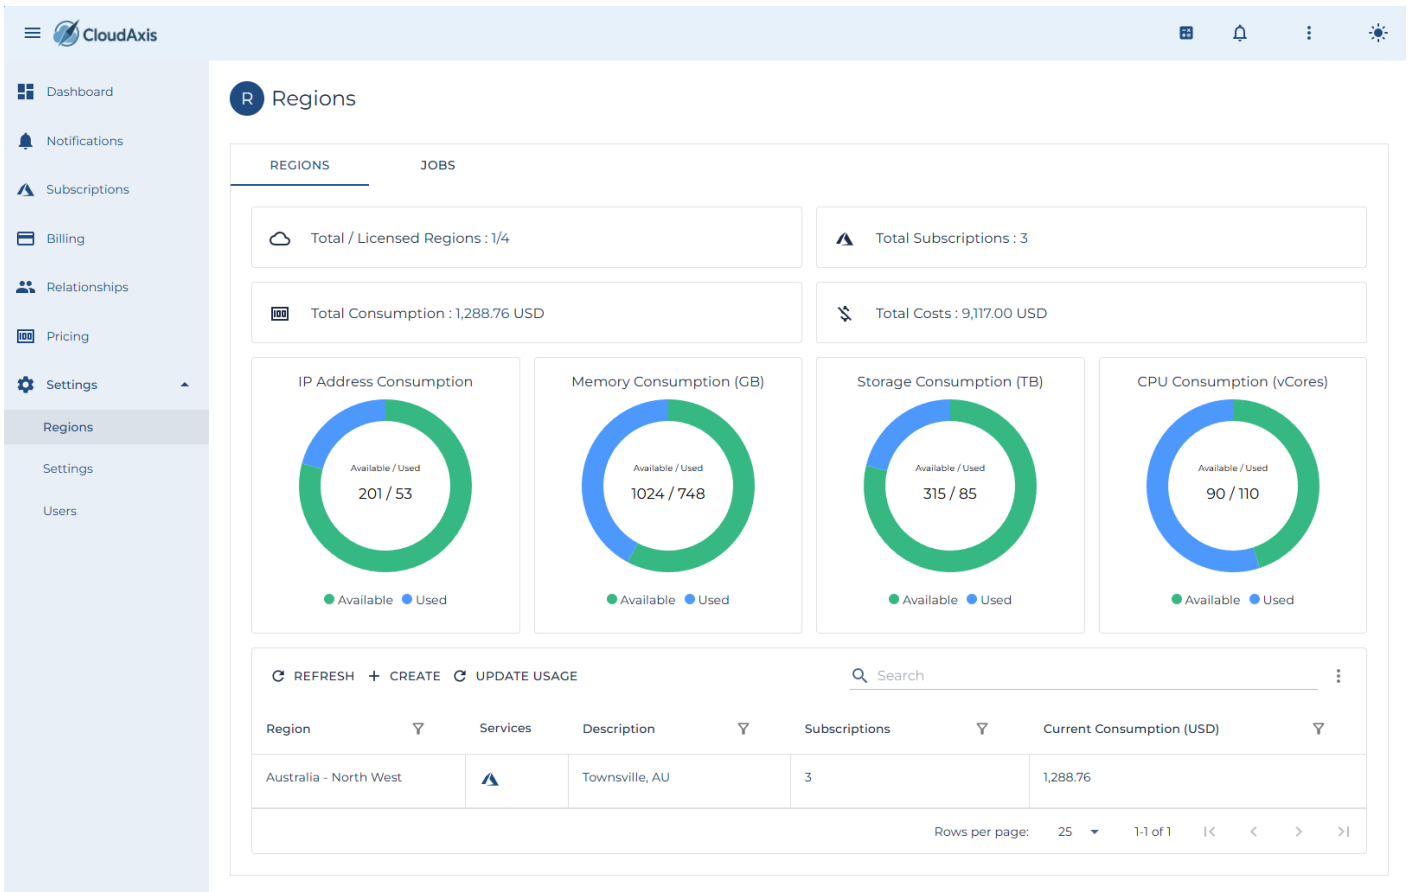 CloudAxis
Dashboard
Notifications
Subscriptions
Billing
Relationships
Pricing
Settings
Regions
Settings
Users
R Regions
REGIONS JOBS
Total / Licensed Regions : 1/4
Total Subscriptions : 3
Total Consumption : 1,288.76 USD
Total Costs : 9,117.00 USD
IP Address Consumption
Available / Used
201 / 53
Available Used
Memory Consumption (GB)
Available / Used
1024 / 748
Available Used
Storage Consumption (TB)
Available / Used
315 / 85
Available Used
CPU Consumption (vCores)
Available / Used
90 / 110
Available Used
REFRESH + CREATE UPDATE USAGE Search
Region Services Description Subscriptions Current Consumption (USD)
Australia - North West Townsville, AU 3 1,288.76
Rows per page: 25 1-1 of 1